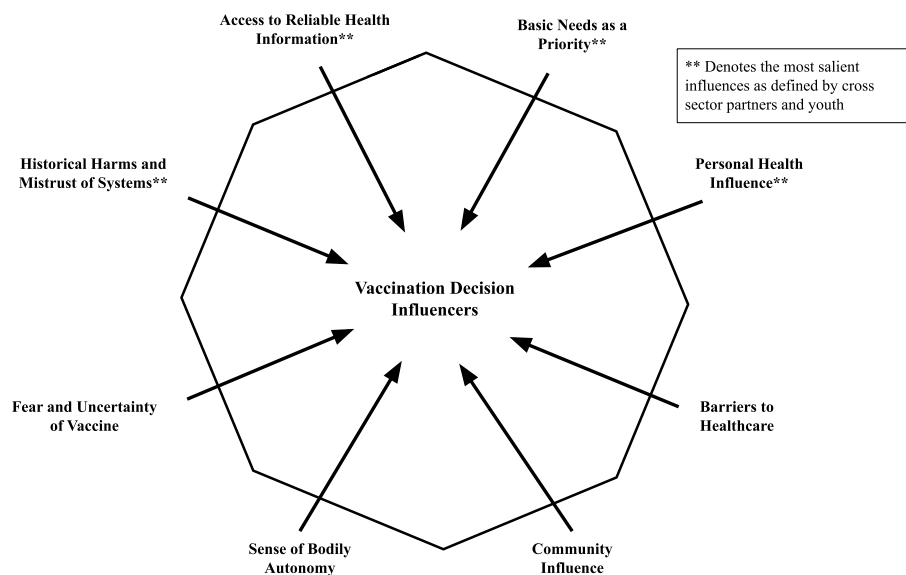 Access to Reliable Health
Information**
Basic Needs as a
Priority**
** Denotes the most salient
influences as defined by cross
sector partners and youth
Historical Harms and
Mistrust of Systems**
Personal Health
Influence**
Vaccination Decision
Influencers
Fear and Uncertainty
of Vaccine
Barriers to
Healthcare
Sense of Bodily
Autonomy
Community
Influence